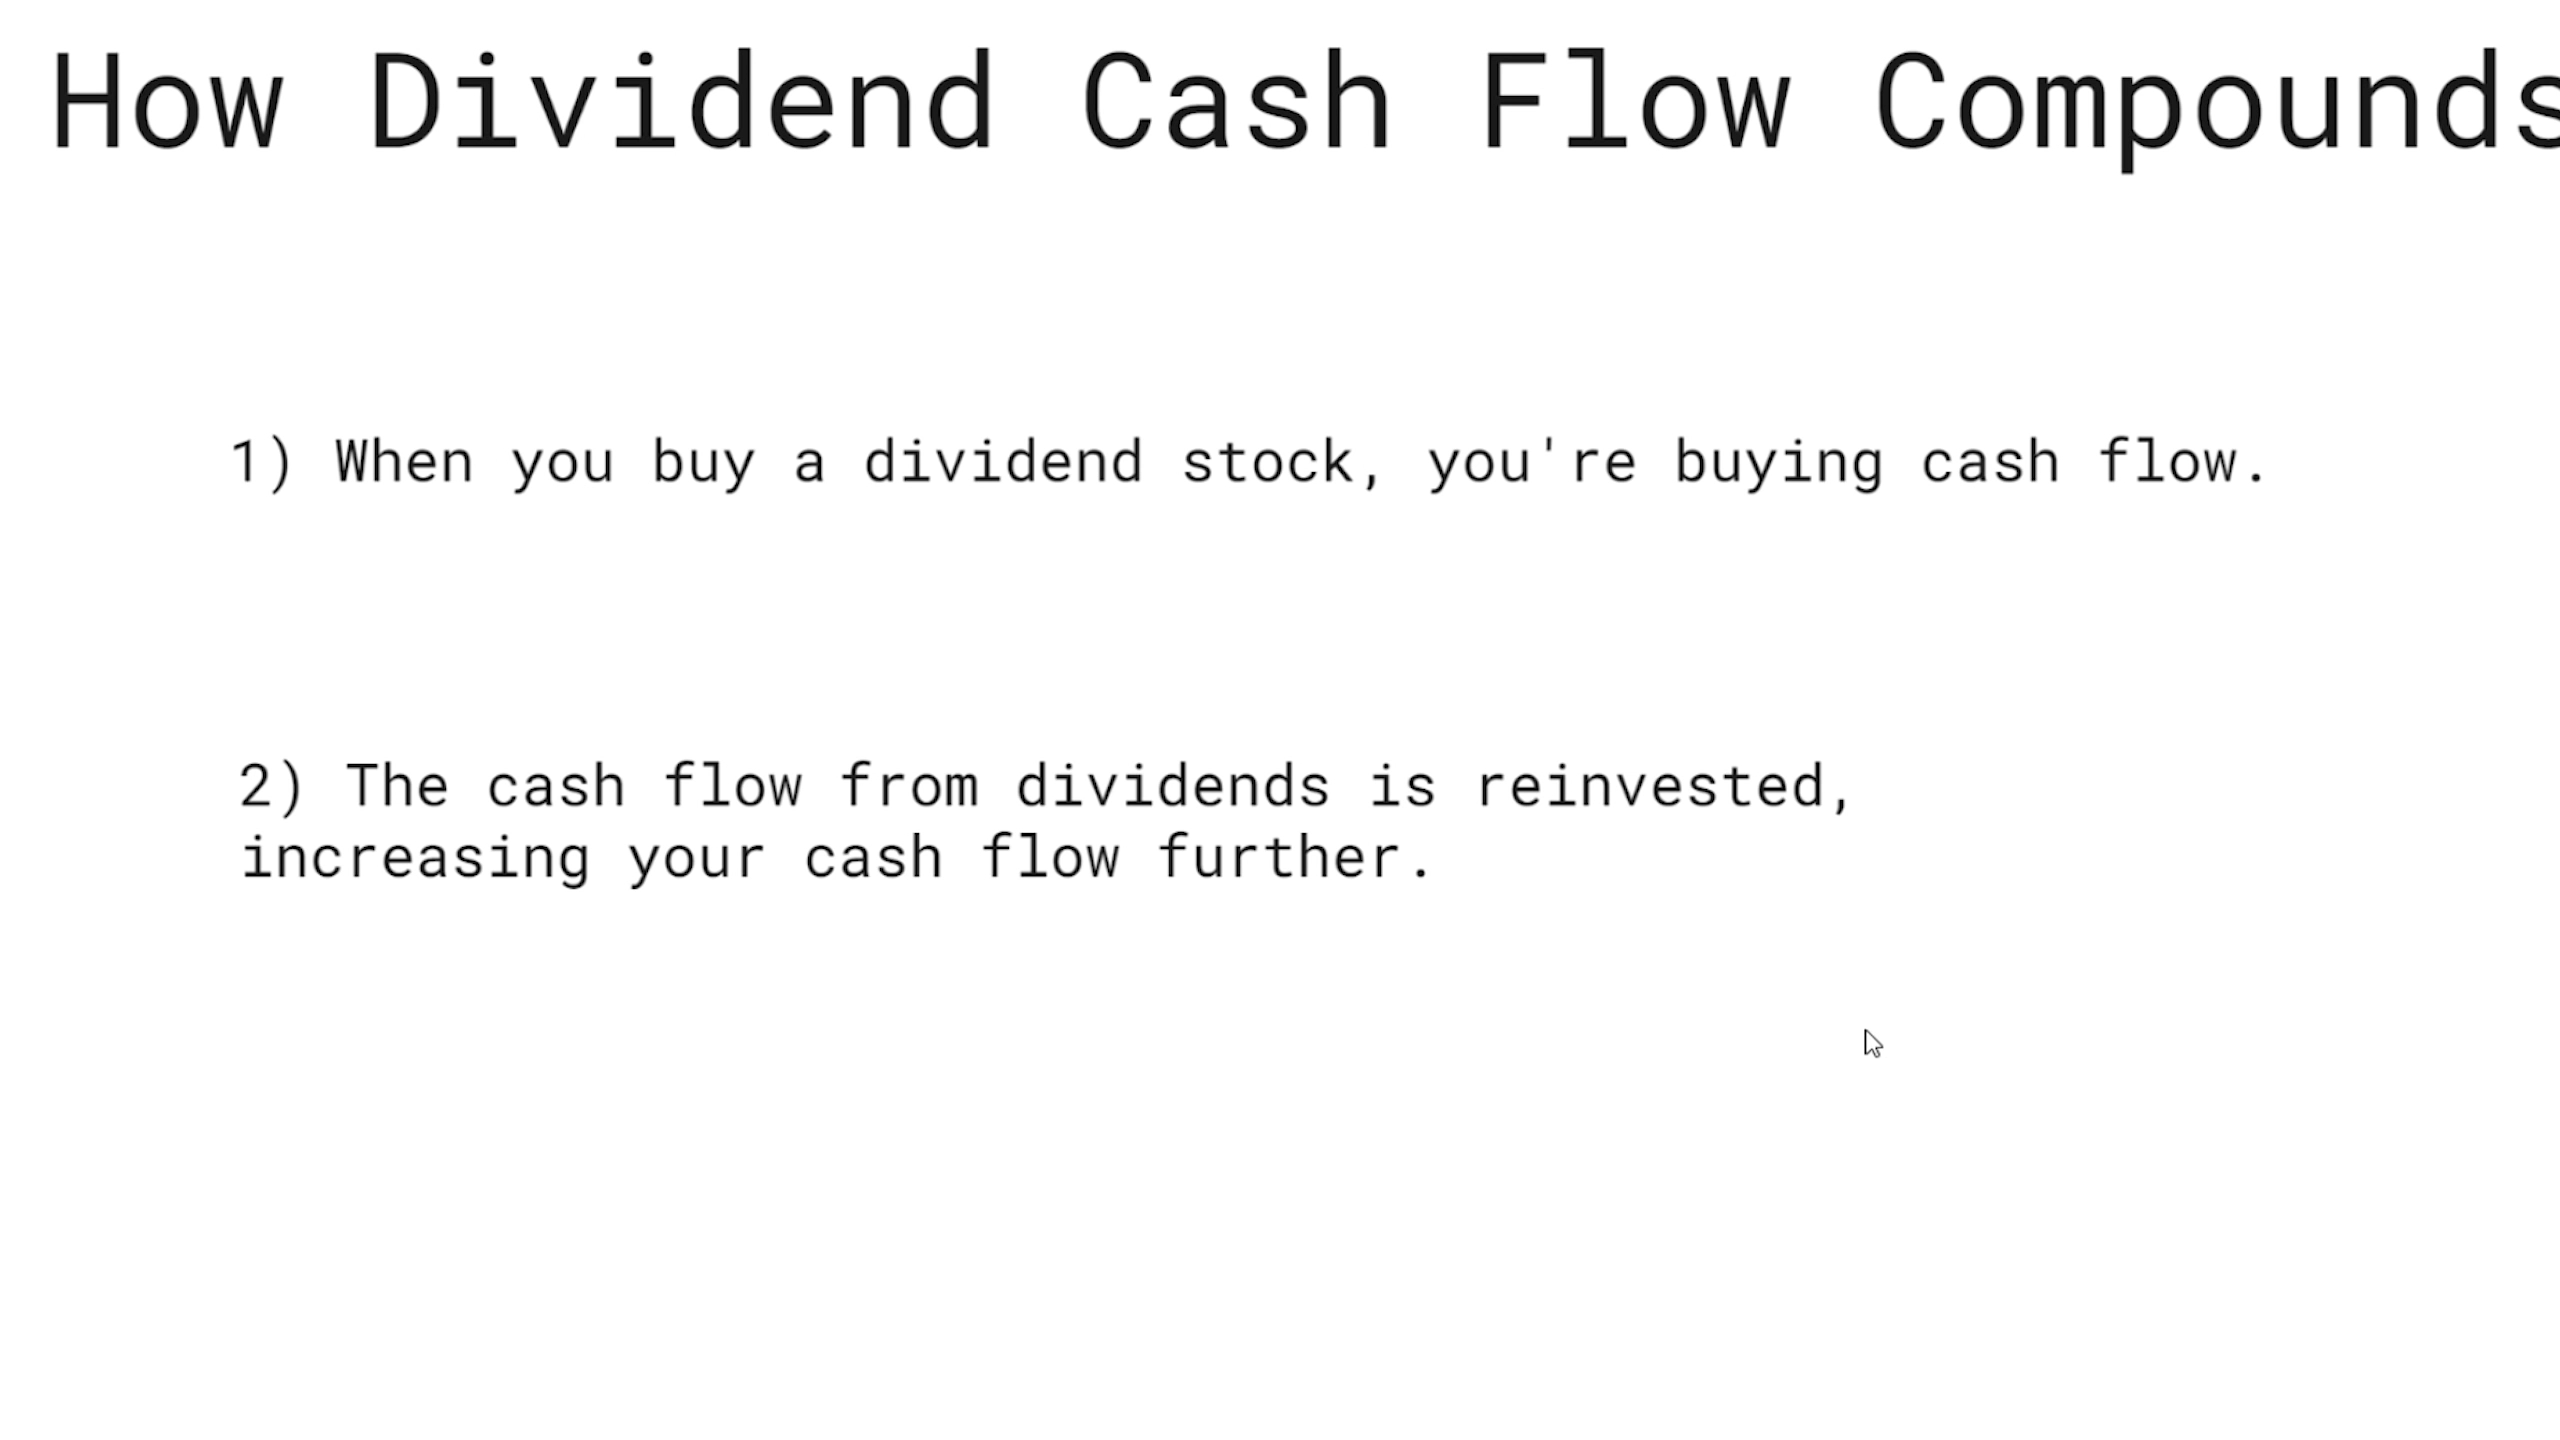 How Dividend Cash Flow Compounds
1) When you buy a dividend stock, you're buying cash flow.
2) The cash flow from dividends is reinvested,
increasing your cash flow further.